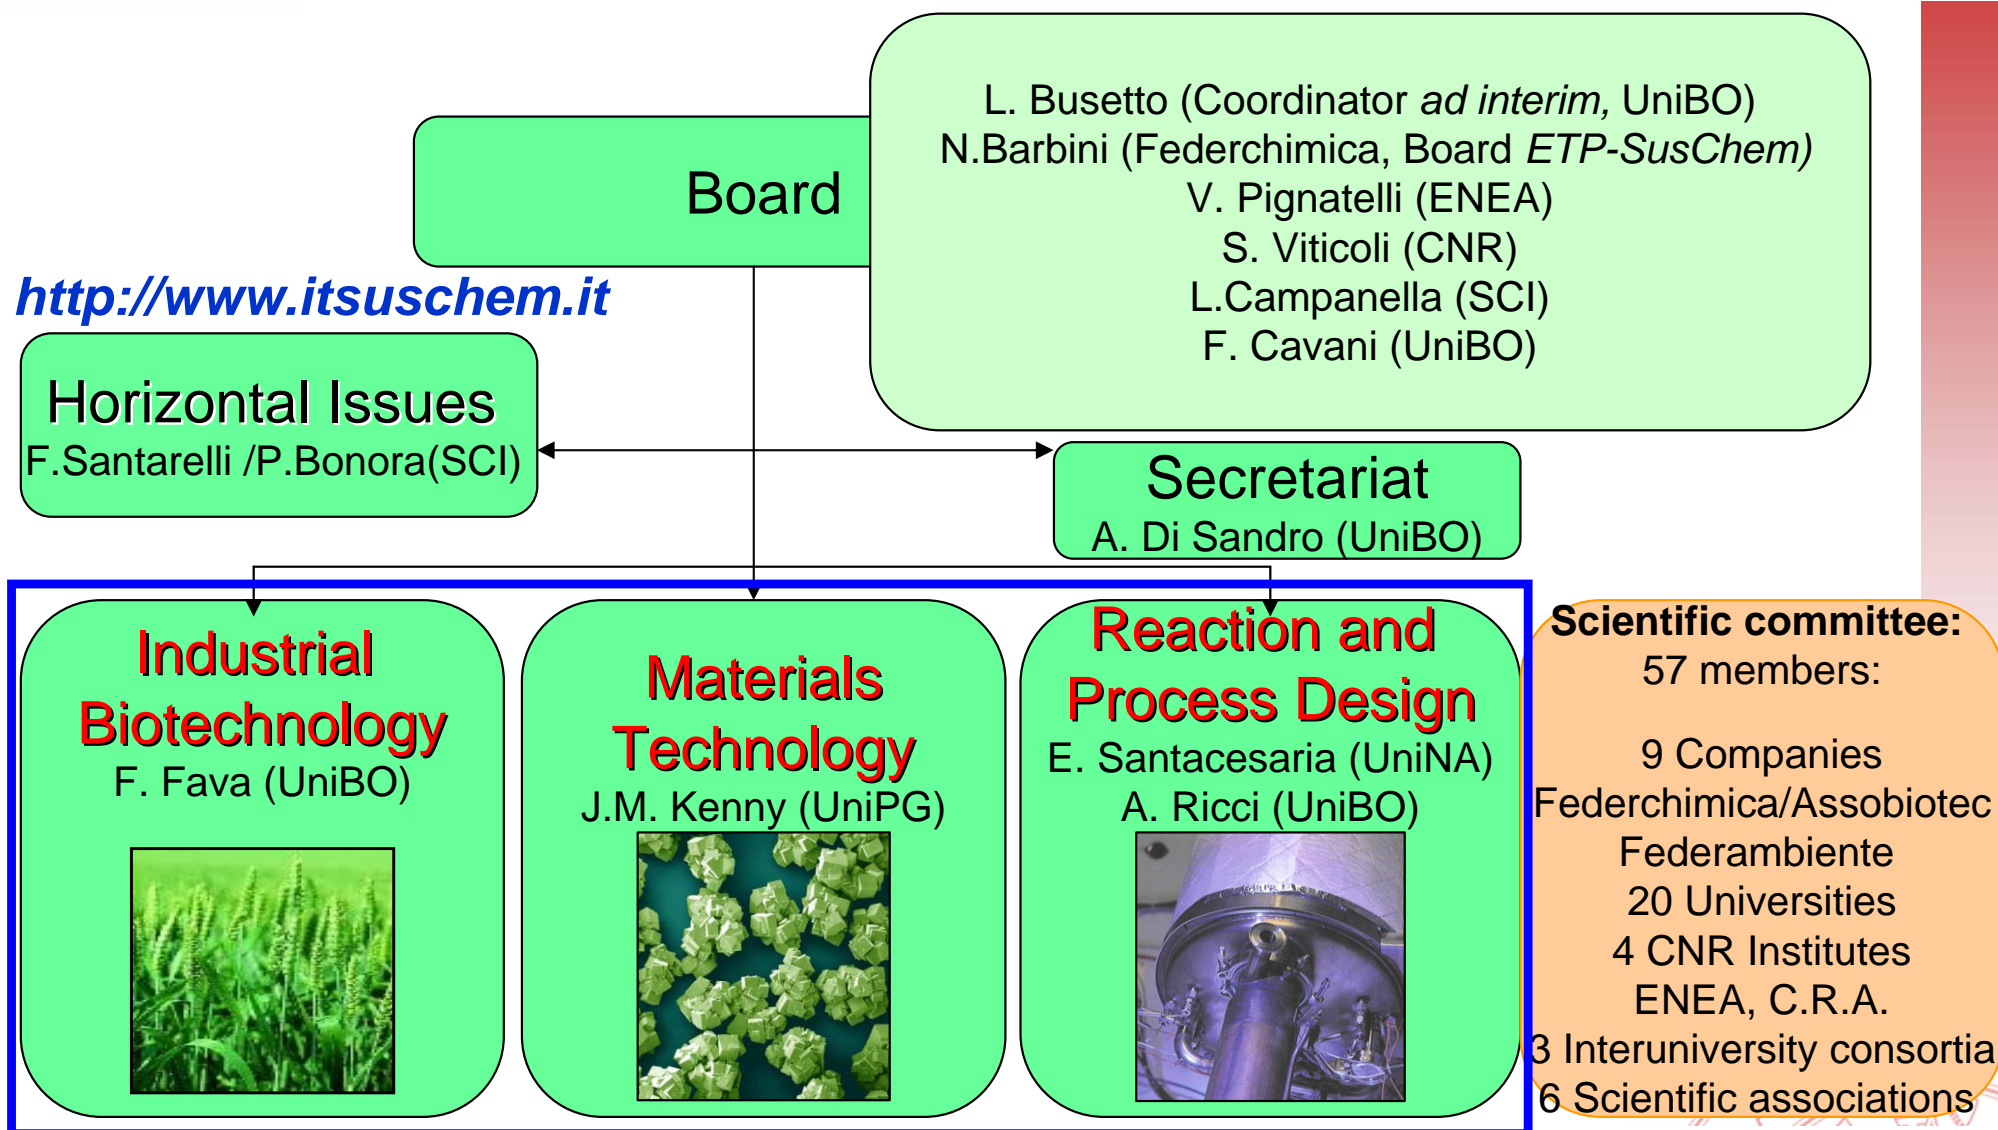 L. Busetto (Coordinator ad interim, UniBO)
N.Barbini (Federchimica, Board ETP-SusChem)
V. Pignatelli (ENEA)
S. Viticoli (CNR)
L.Campanella (SCI)
F. Cavani (UniBO)
Board
http://www.itsuschem.it
Horizontal Issues
F.Santarelli /P.Bonora(SCI)
Secretariat
A. Di Sandro (UniBO)
Industrial
Biotechnology
F. Fava (UniBO)
Materials
Technology
J.M. Kenny (UniPG)
Reaction and
Process Design
E. Santacesaria (UniNA)
A. Ricci (UniBO)
Scientific committee:
57 members:
9 Companies
Federchimica/Assobiotec
Federambiente
20 Universities
4 CNR Institutes
ENEA, C.R.A.
3 Interuniversity consortia
6 Scientific associations